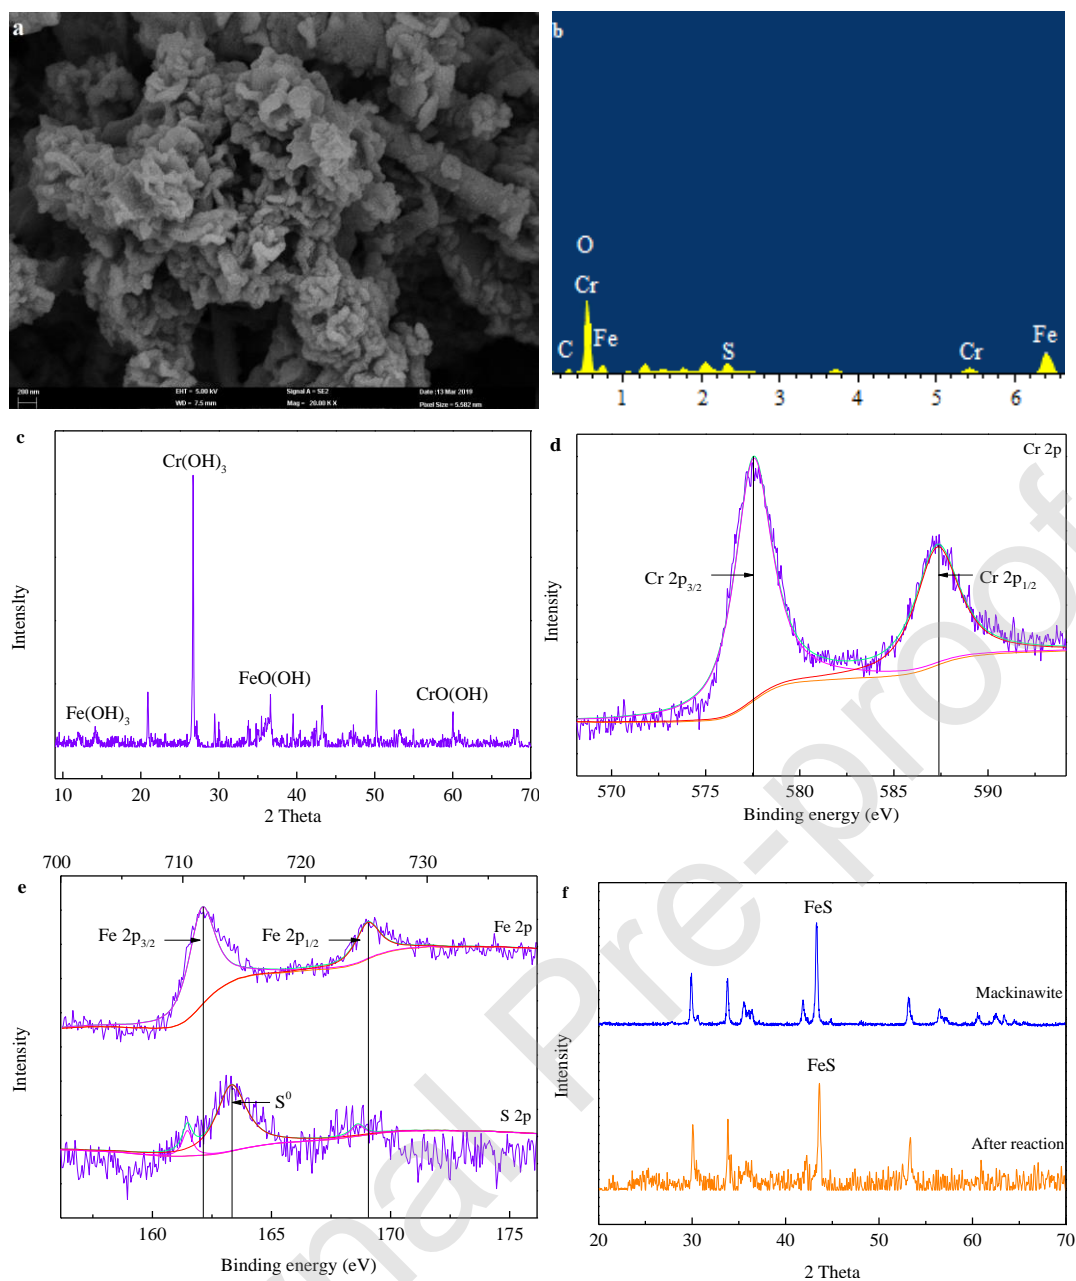 a
200 nm
EHT = 5.00 kV
Signal A = SE2
Date :13 Mar 2019
WD = 7.5 mm
Mag = 20.00 K X
Pixel Size = 5.582 nm
b
O
Cr
C
Fe
S
Cr
Fe
1 2 3 4 5 6
c
Cr(OH)3
Fe(OH)3
FeO(OH)
CrO(OH)
Intensity
10 20 30 40 50 60 70
2 Theta
d
Cr 2p
Cr 2p3/2
Cr 2p1/2
Intensity
570 575 580 585 590
Binding energy (eV)
700 710 720 730
e
Fe 2p
Fe 2p3/2
Fe 2p1/2
S0
S 2p
Intensity
160 165 170 175
Binding energy (eV)
f
FeS
Mackinawite
FeS
After reaction
Intensity
20 30 40 50 60 70
2 Theta
rnal Pre-proof